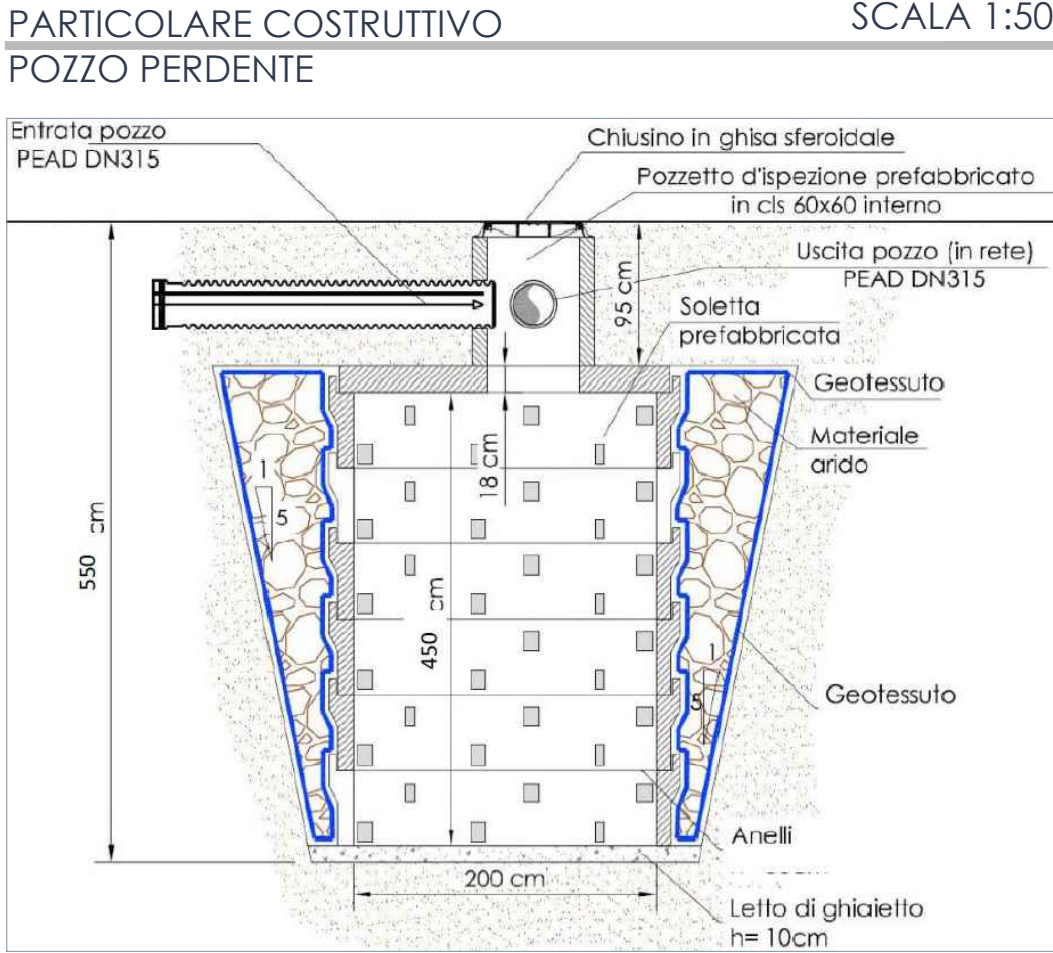 PARTICOLARE COSTRUTTIVO
SCALA 1:50
POZZO PERDENTE
Entrata pozzo
PEAD DN315
Chiusino in ghisa sferoidale
Pozzetto d'ispezione prefabbricato
in cls 60x60 interno
Uscita pozzo (in rete)
PEAD DN315
95 cm
Soletta
prefabbricata
Geotessuto
Materiale
arido
18 cm
1
5
550 cm
450 cm
1
5
Geotessuto
Anelli
200 cm
Letto di ghiaietto
h= 10cm